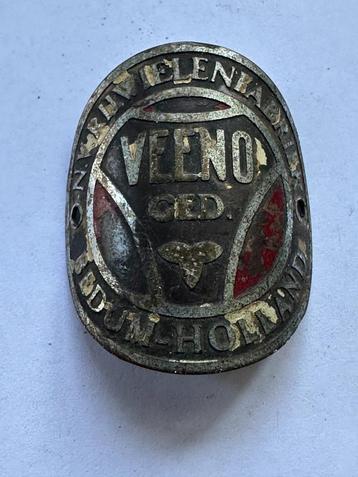 N.V. RIJWIELENFABRIEK
VEENO
GED.
BEDUM-HOLLAND